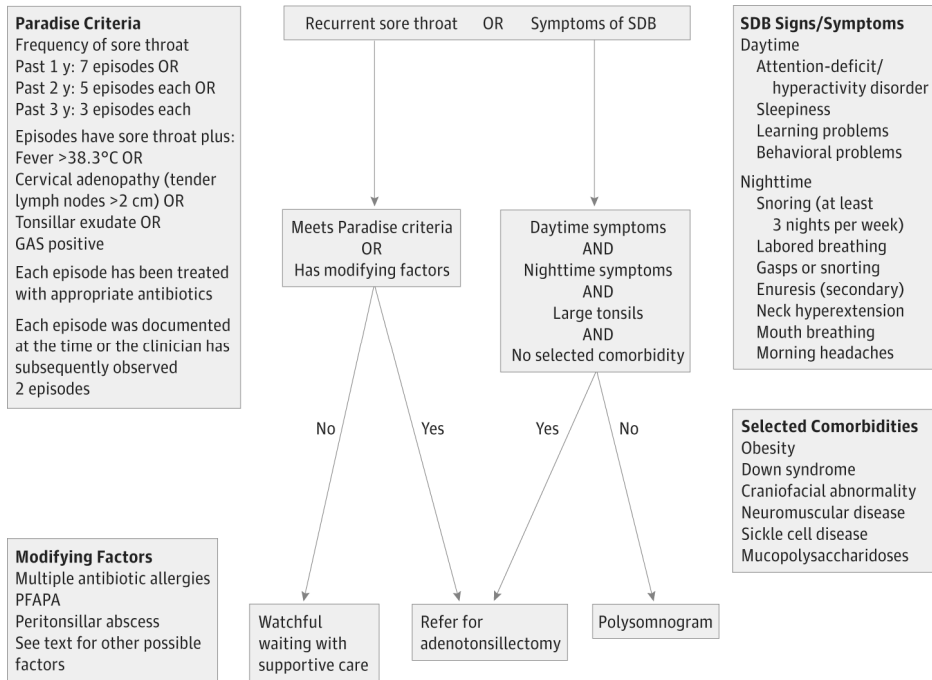 Paradise Criteria
Frequency of sore throat
Past 1 y: 7 episodes OR
Past 2 y: 5 episodes each OR
Past 3 y: 3 episodes each
Episodes have sore throat plus:
Fever >38.3°C OR
Cervical adenopathy (tender
lymph nodes >2 cm) OR
Tonsillar exudate OR
GAS positive
Each episode has been treated
with appropriate antibiotics
Each episode was documented
at the time or the clinician has
subsequently observed
2 episodes
Recurrent sore throat OR Symptoms of SDB
Meets Paradise criteria
OR
Has modifying factors
Daytime symptoms
AND
Nighttime symptoms
AND
Large tonsils
AND
No selected comorbidity
SDB Signs/Symptoms
Daytime
Attention-deficit/
hyperactivity disorder
Sleepiness
Learning problems
Behavioral problems
Nighttime
Snoring (at least
3 nights per week)
Labored breathing
Gasps or snorting
Enuresis (secondary)
Neck hyperextension
Mouth breathing
Morning headaches
No
Yes
Yes
No
Selected Comorbidities
Obesity
Down syndrome
Craniofacial abnormality
Neuromuscular disease
Sickle cell disease
Mucopolysaccharidoses
Modifying Factors
Multiple antibiotic allergies
PFAPA
Peritonsillar abscess
See text for other possible
factors
Watchful
waiting with
supportive care
Refer for
adenotonsillectomy
Polysomnogram